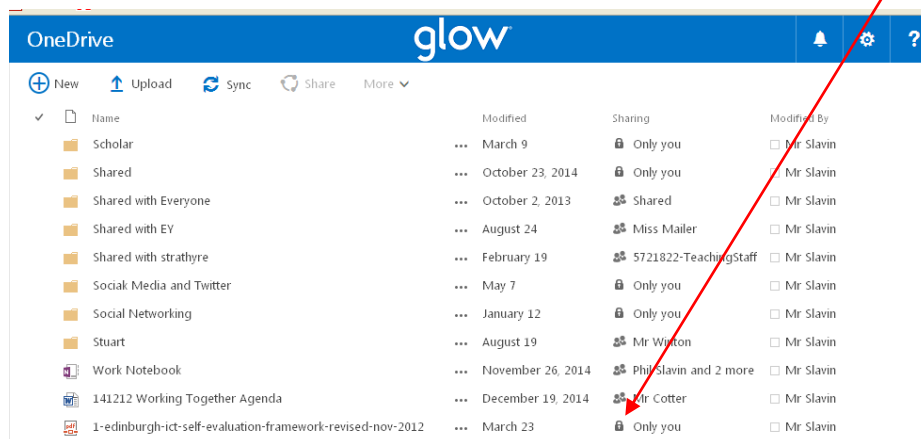 OneDrive glow ?
New Upload Sync Share More
Name Modified Sharing Modified By
Scholar ... March 9 Only you Mr Slavin
Shared ... October 23, 2014 Only you Mr Slavin
Shared with Everyone ... October 2, 2013 Shared Mr Slavin
Shared with EY ... August 24 Miss Mailer Mr Slavin
Shared with strathyre ... February 19 5721822-TeachingStaff Mr Slavin
Sociak Media and Twitter ... May 7 Only you Mr Slavin
Social Networking ... January 12 Only you Mr Slavin
Stuart ... August 19 Mr Winton Mr Slavin
Work Notebook ... November 26, 2014 Phil Slavin and 2 more Mr Slavin
141212 Working Together Agenda ... December 19, 2014 Mr Cotter Mr Slavin
1-edinburgh-ict-self-evaluation-framework-revised-nov-2012 ... March 23 Only you Mr Slavin